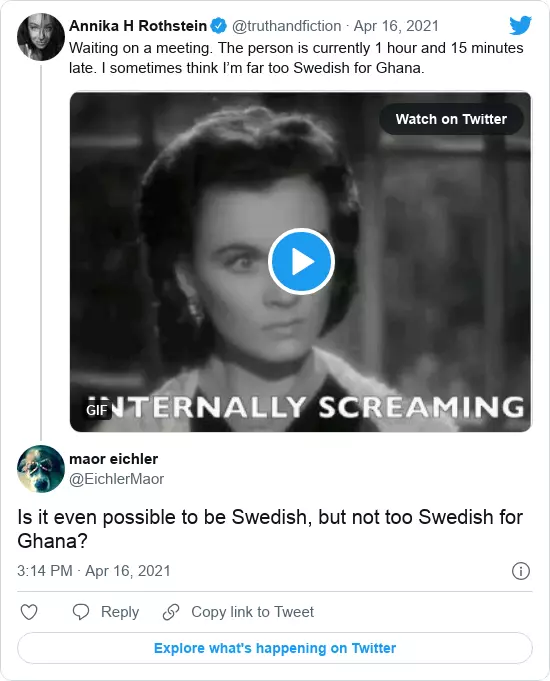 Annika H Rothstein @truthandfiction · Apr 16, 2021
Waiting on a meeting. The person is currently 1 hour and 15 minutes
late. I sometimes think I’m far too Swedish for Ghana.
Watch on Twitter
GIF
INTERNALLY SCREAMING
maor eichler
@EichlerMaor
Is it even possible to be Swedish, but not too Swedish for
Ghana?
3:14 PM · Apr 16, 2021
Reply
Copy link to Tweet
Explore what's happening on Twitter